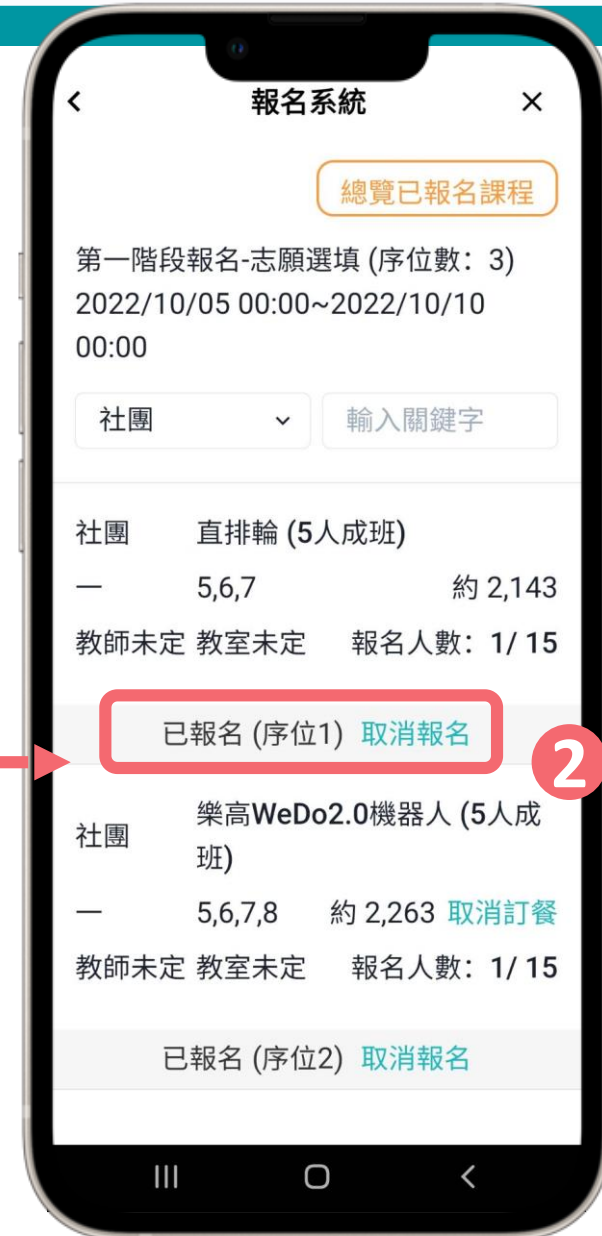 報名系統
總覽已報名課程
第一階段報名-志願選填 (序位數：3)
2022/10/05 00:00~2022/10/10
00:00
社團
輸入關鍵字
社團 直排輪 (5人成班)
一 5,6,7 約 2,143
教師未定 教室未定 報名人數：1/ 15
已報名 (序位1) 取消報名
2
社團 樂高WeDo2.0機器人 (5人成
班)
一 5,6,7,8 約 2,263 取消訂餐
教師未定 教室未定 報名人數：1/ 15
已報名 (序位2) 取消報名